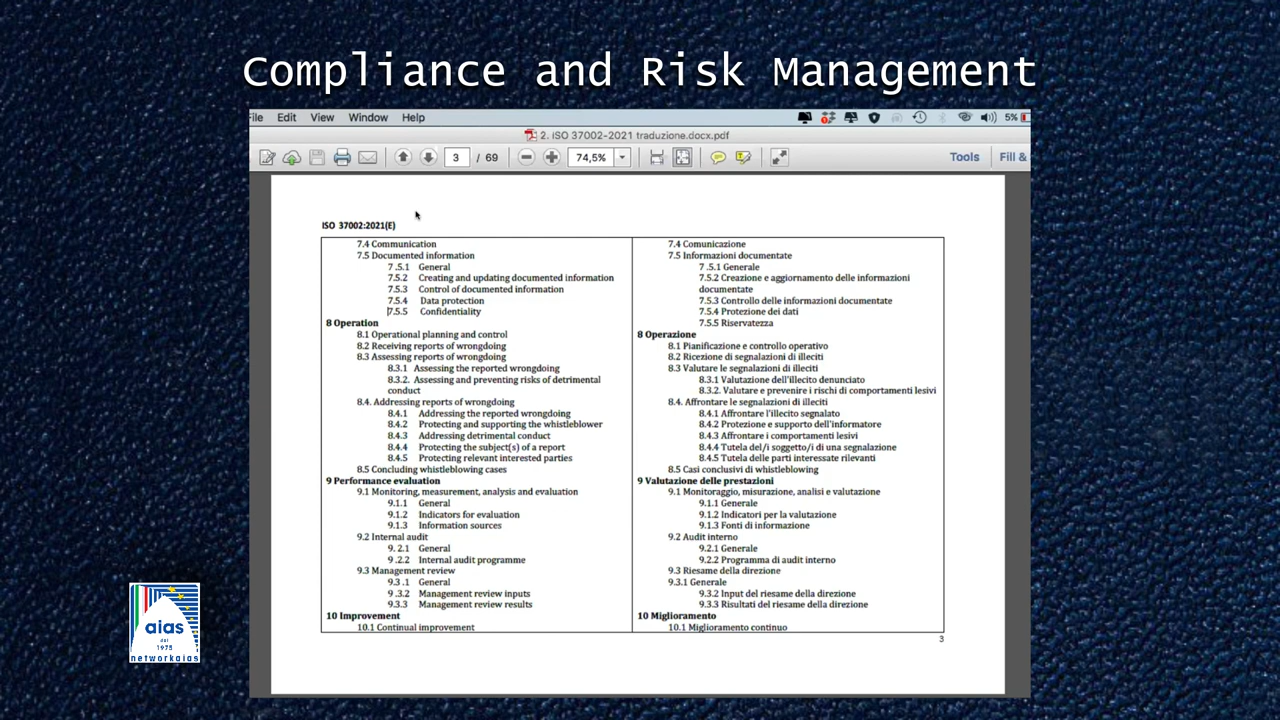 Compliance and Risk Management
ile Edit View Window Help
5%
2. ISO 37002-2021 traduzione.docx.pdf
3 / 69
74,5%
Tools
Fill &
ISO 37002:2021(E)
7.4 Communication
7.5 Documented information
7 .5.1 General
7.5.2 Creating and updating documented information
7.5.3 Control of documented information
7.5.4 Data protection
7.5.5 Confidentiality
8 Operation
8.1 Operational planning and control
8.2 Receiving reports of wrongdoing
8.3 Assessing reports of wrongdoing
8.3.1 Assessing the reported wrongdoing
8.3.2. Assessing and preventing risks of detrimental
conduct
8.4. Addressing reports of wrongdoing
8.4.1 Addressing the reported wrongdoing
8.4.2 Protecting and supporting the whistleblower
8.4.3 Addressing detrimental conduct
8.4.4 Protecting the subject(s) of a report
8.4.5 Protecting relevant interested parties
8.5 Concluding whistleblowing cases
9 Performance evaluation
9.1 Monitoring, measurement, analysis and evaluation
9.1.1 General
9.1.2 Indicators for evaluation
9.1.3 Information sources
9.2 Internal audit
9. 2.1 General
9 .2.2 Internal audit programme
9.3 Management review
9.3 .1 General
9 .3.2 Management review inputs
9.3.3 Management review results
10 Improvement
10.1 Continual improvement
7.4 Comunicazione
7.5 Informazioni documentate
7 .5.1 Generale
7.5.2 Creazione e aggiornamento delle informazioni
documentate
7.5.3 Controllo delle informazioni documentate
7.5.4 Protezione dei dati
7.5.5 Riservatezza
8 Operazione
8.1 Pianificazione e controllo operativo
8.2 Ricezione di segnalazioni di illeciti
8.3 Valutare le segnalazioni di illeciti
8.3.1 Valutazione dell'illecito denunciato
8.3.2. Valutare e prevenire i rischi di comportamenti lesivi
8.4. Affrontare le segnalazioni di illeciti
8.4.1 Affrontare l'illecito segnalato
8.4.2 Protezione e supporto dell'informatore
8.4.3 Affrontare i comportamenti lesivi
8.4.4 Tutela del/i soggetto/i di una segnalazione
8.4.5 Tutela delle parti interessate rilevanti
8.5 Casi conclusivi di whistleblowing
9 Valutazione delle prestazioni
9.1 Monitoraggio, misurazione, analisi e valutazione
9.1.1 Generale
9.1.2 Indicatori per la valutazione
9.1.3 Fonti di informazione
9.2 Audit interno
9.2.1 Generale
9.2.2 Programma di audit interno
9.3 Riesame della direzione
9.3.1 Generale
9.3.2 Input del riesame della direzione
9.3.3 Risultati del riesame della direzione
10 Miglioramento
10.1 Miglioramento continuo
3
aias
dal
1975
networkaias